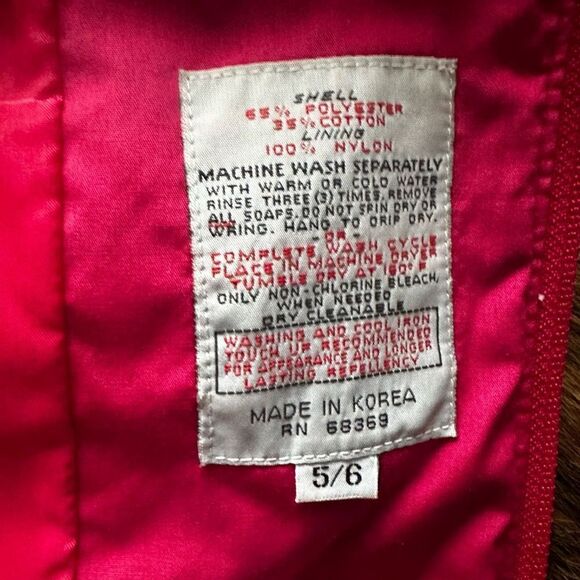 SHELL
65% POLYESTER
35% COTTON
LINING
100% NYLON
MACHINE WASH SEPARATELY
WITH WARM OR COLD WATER
RINSE THREE (3) TIMES. REMOVE
ALL SOAPS. DO NOT SPIN DRY OR
WRING. HANG TO DRIP DRY.
- OR -
COMPLETE WASH CYCLE
PLACE IN MACHINE DRYER
TUMBLE DRY AT 160°F
ONLY NON-CHLORINE BLEACH,
WHEN NEEDED
DRY CLEANABLE
WASHING AND COOL IRON
TOUCH UP RECOMMENDED
FOR APPEARANCE AND LONGER
LASTING REPELLENCY
MADE IN KOREA
RN 68369
5/6